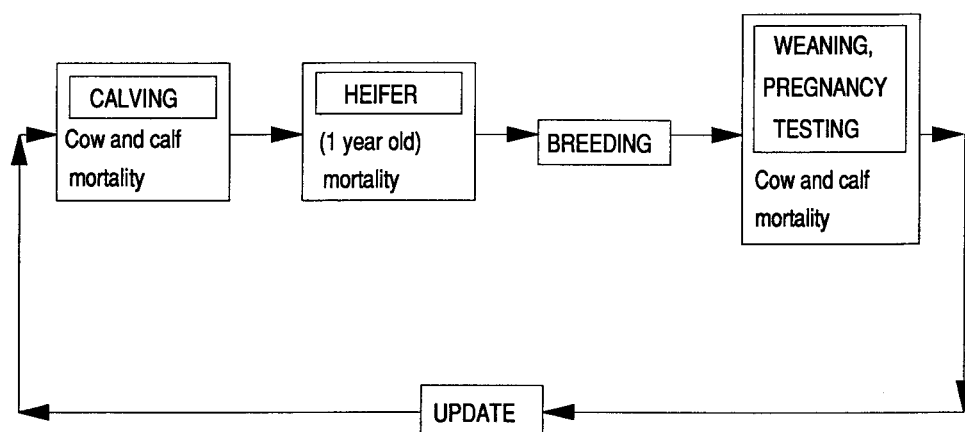 CALVING
Cow and calf
mortality
HEIFER
(1 year old)
mortality
BREEDING
WEANING,
PREGNANCY
TESTING
Cow and calf
mortality
UPDATE